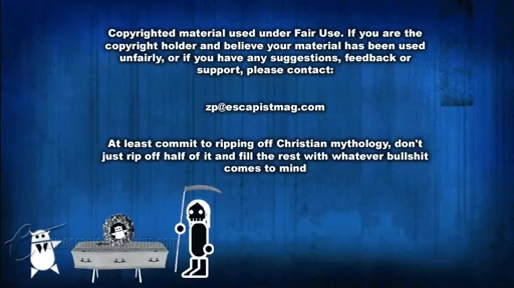 Copyrighted material used under Fair Use. If you are the
copyright holder and believe your material has been used
unfairly, or if you have any suggestions, feedback or
support, please contact:
zp@escapistmag.com
At least commit to ripping off Christian mythology, don't
just rip off half of it and fill the rest with whatever bullshit
comes to mind